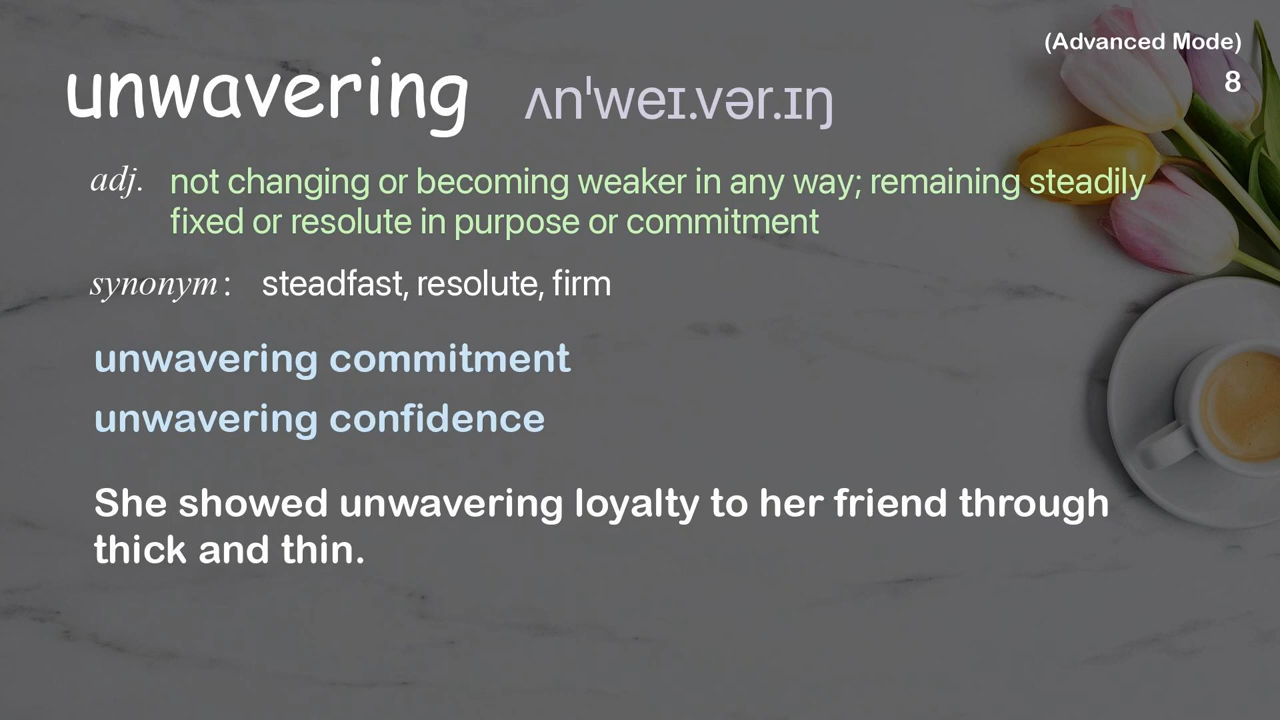 (Advanced Mode)
8
unwavering ʌnˈweɪ.vər.ɪŋ
adj. not changing or becoming weaker in any way; remaining steadily
fixed or resolute in purpose or commitment
synonym : steadfast, resolute, firm
unwavering commitment
unwavering confidence
She showed unwavering loyalty to her friend through
thick and thin.